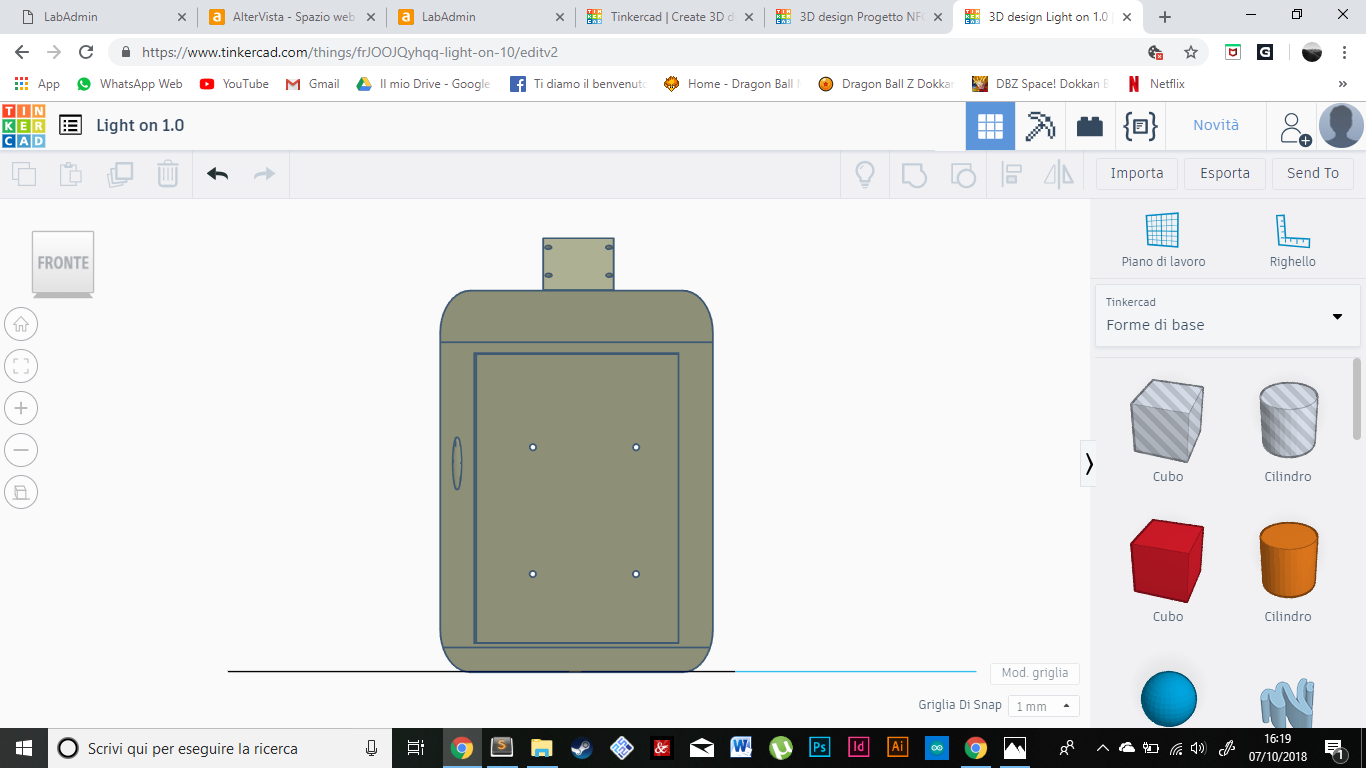 LabAdmin
AlterVista - Spazio web
LabAdmin
Tinkercad | Create 3D d
3D design Progetto NF
3D design Light on 1.0
https://www.tinkercad.com/things/frJOOJQyhqq-light-on-10/editv2
App
WhatsApp Web
YouTube
Gmail
Il mio Drive - Google
Ti diamo il benvenuto
Home - Dragon Ball
Dragon Ball Z Dokkan
DBZ Space! Dokkan B
Netflix
»
TIN
KER
CAD
Light on 1.0
Novità
Importa
Esporta
Send To
FRONTE
Piano di lavoro
Righello
Tinkercad
Forme di base
Cubo
Cilindro
Cubo
Cilindro
Mod. griglia
Griglia Di Snap
1 mm
Scrivi qui per eseguire la ricerca
S
&
W
Ps
Id
Ai
16:19
07/10/2018
1